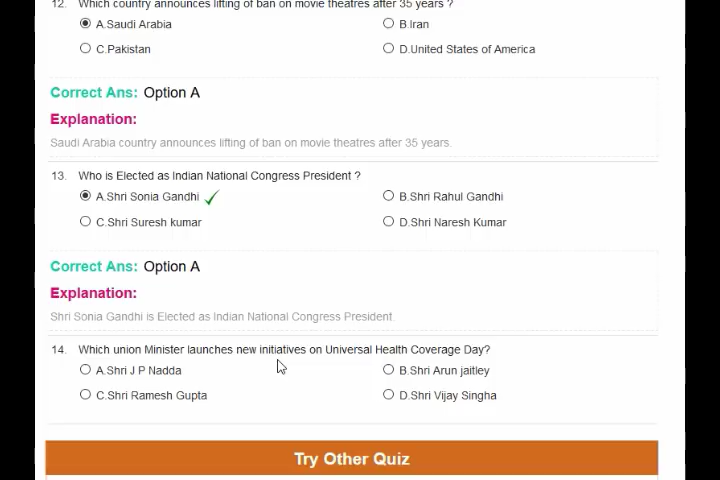 12. Which country announces lifting of ban on movie theatres after 35 years ?
A.Saudi Arabia B.Iran
C.Pakistan D.United States of America
Correct Ans: Option A
Explanation:
Saudi Arabia country announces lifting of ban on movie theatres after 35 years.
13. Who is Elected as Indian National Congress President ?
A.Shri Sonia Gandhi B.Shri Rahul Gandhi
C.Shri Suresh kumar D.Shri Naresh Kumar
Correct Ans: Option A
Explanation:
Shri Sonia Gandhi is Elected as Indian National Congress President.
14. Which union Minister launches new initiatives on Universal Health Coverage Day?
A.Shri J P Nadda B.Shri Arun jaitley
C.Shri Ramesh Gupta D.Shri Vijay Singha
Try Other Quiz